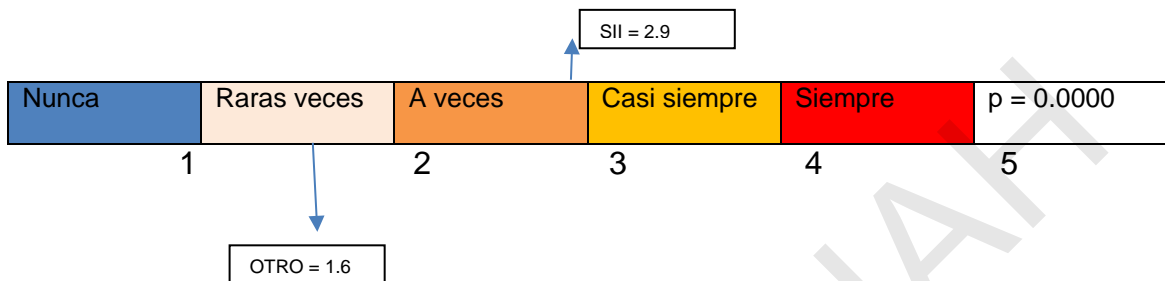 SII = 2.9
Nunca Raras veces A veces Casi siempre Siempre p = 0.0000
1 2 3 4 5
OTRO = 1.6